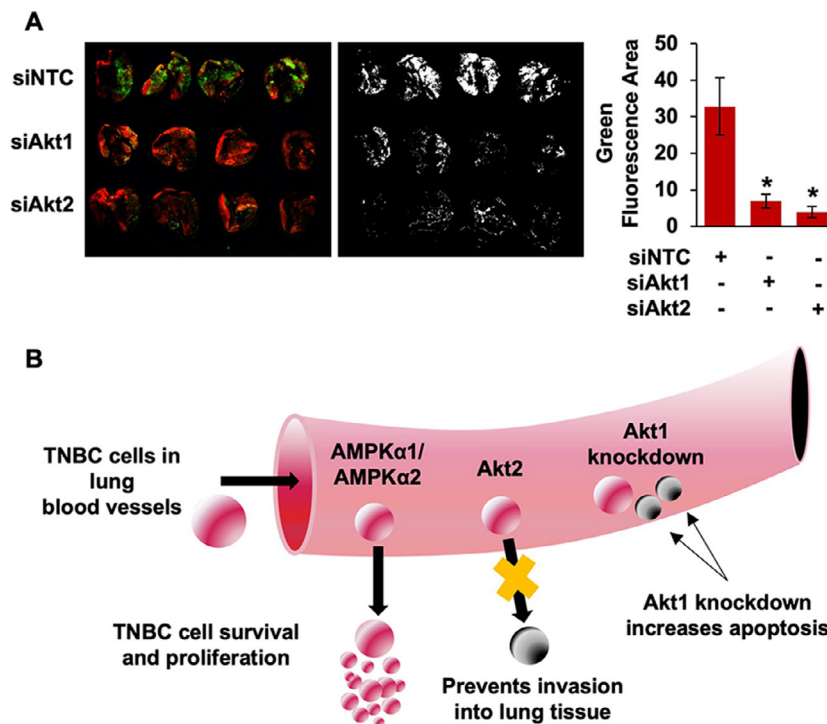 A
siNTC
siAkt1
siAkt2
Green
Fluorescence Area
50
40
30
20
10
0
*
*
siNTC + - -
siAkt1 - + -
siAkt2 - - +
B
TNBC cells in
lung
blood vessels
AMPKα1/
AMPKα2
Akt2
Akt1
knockdown
TNBC cell survival
and proliferation
Prevents invasion
into lung tissue
Akt1 knockdown
increases apoptosis